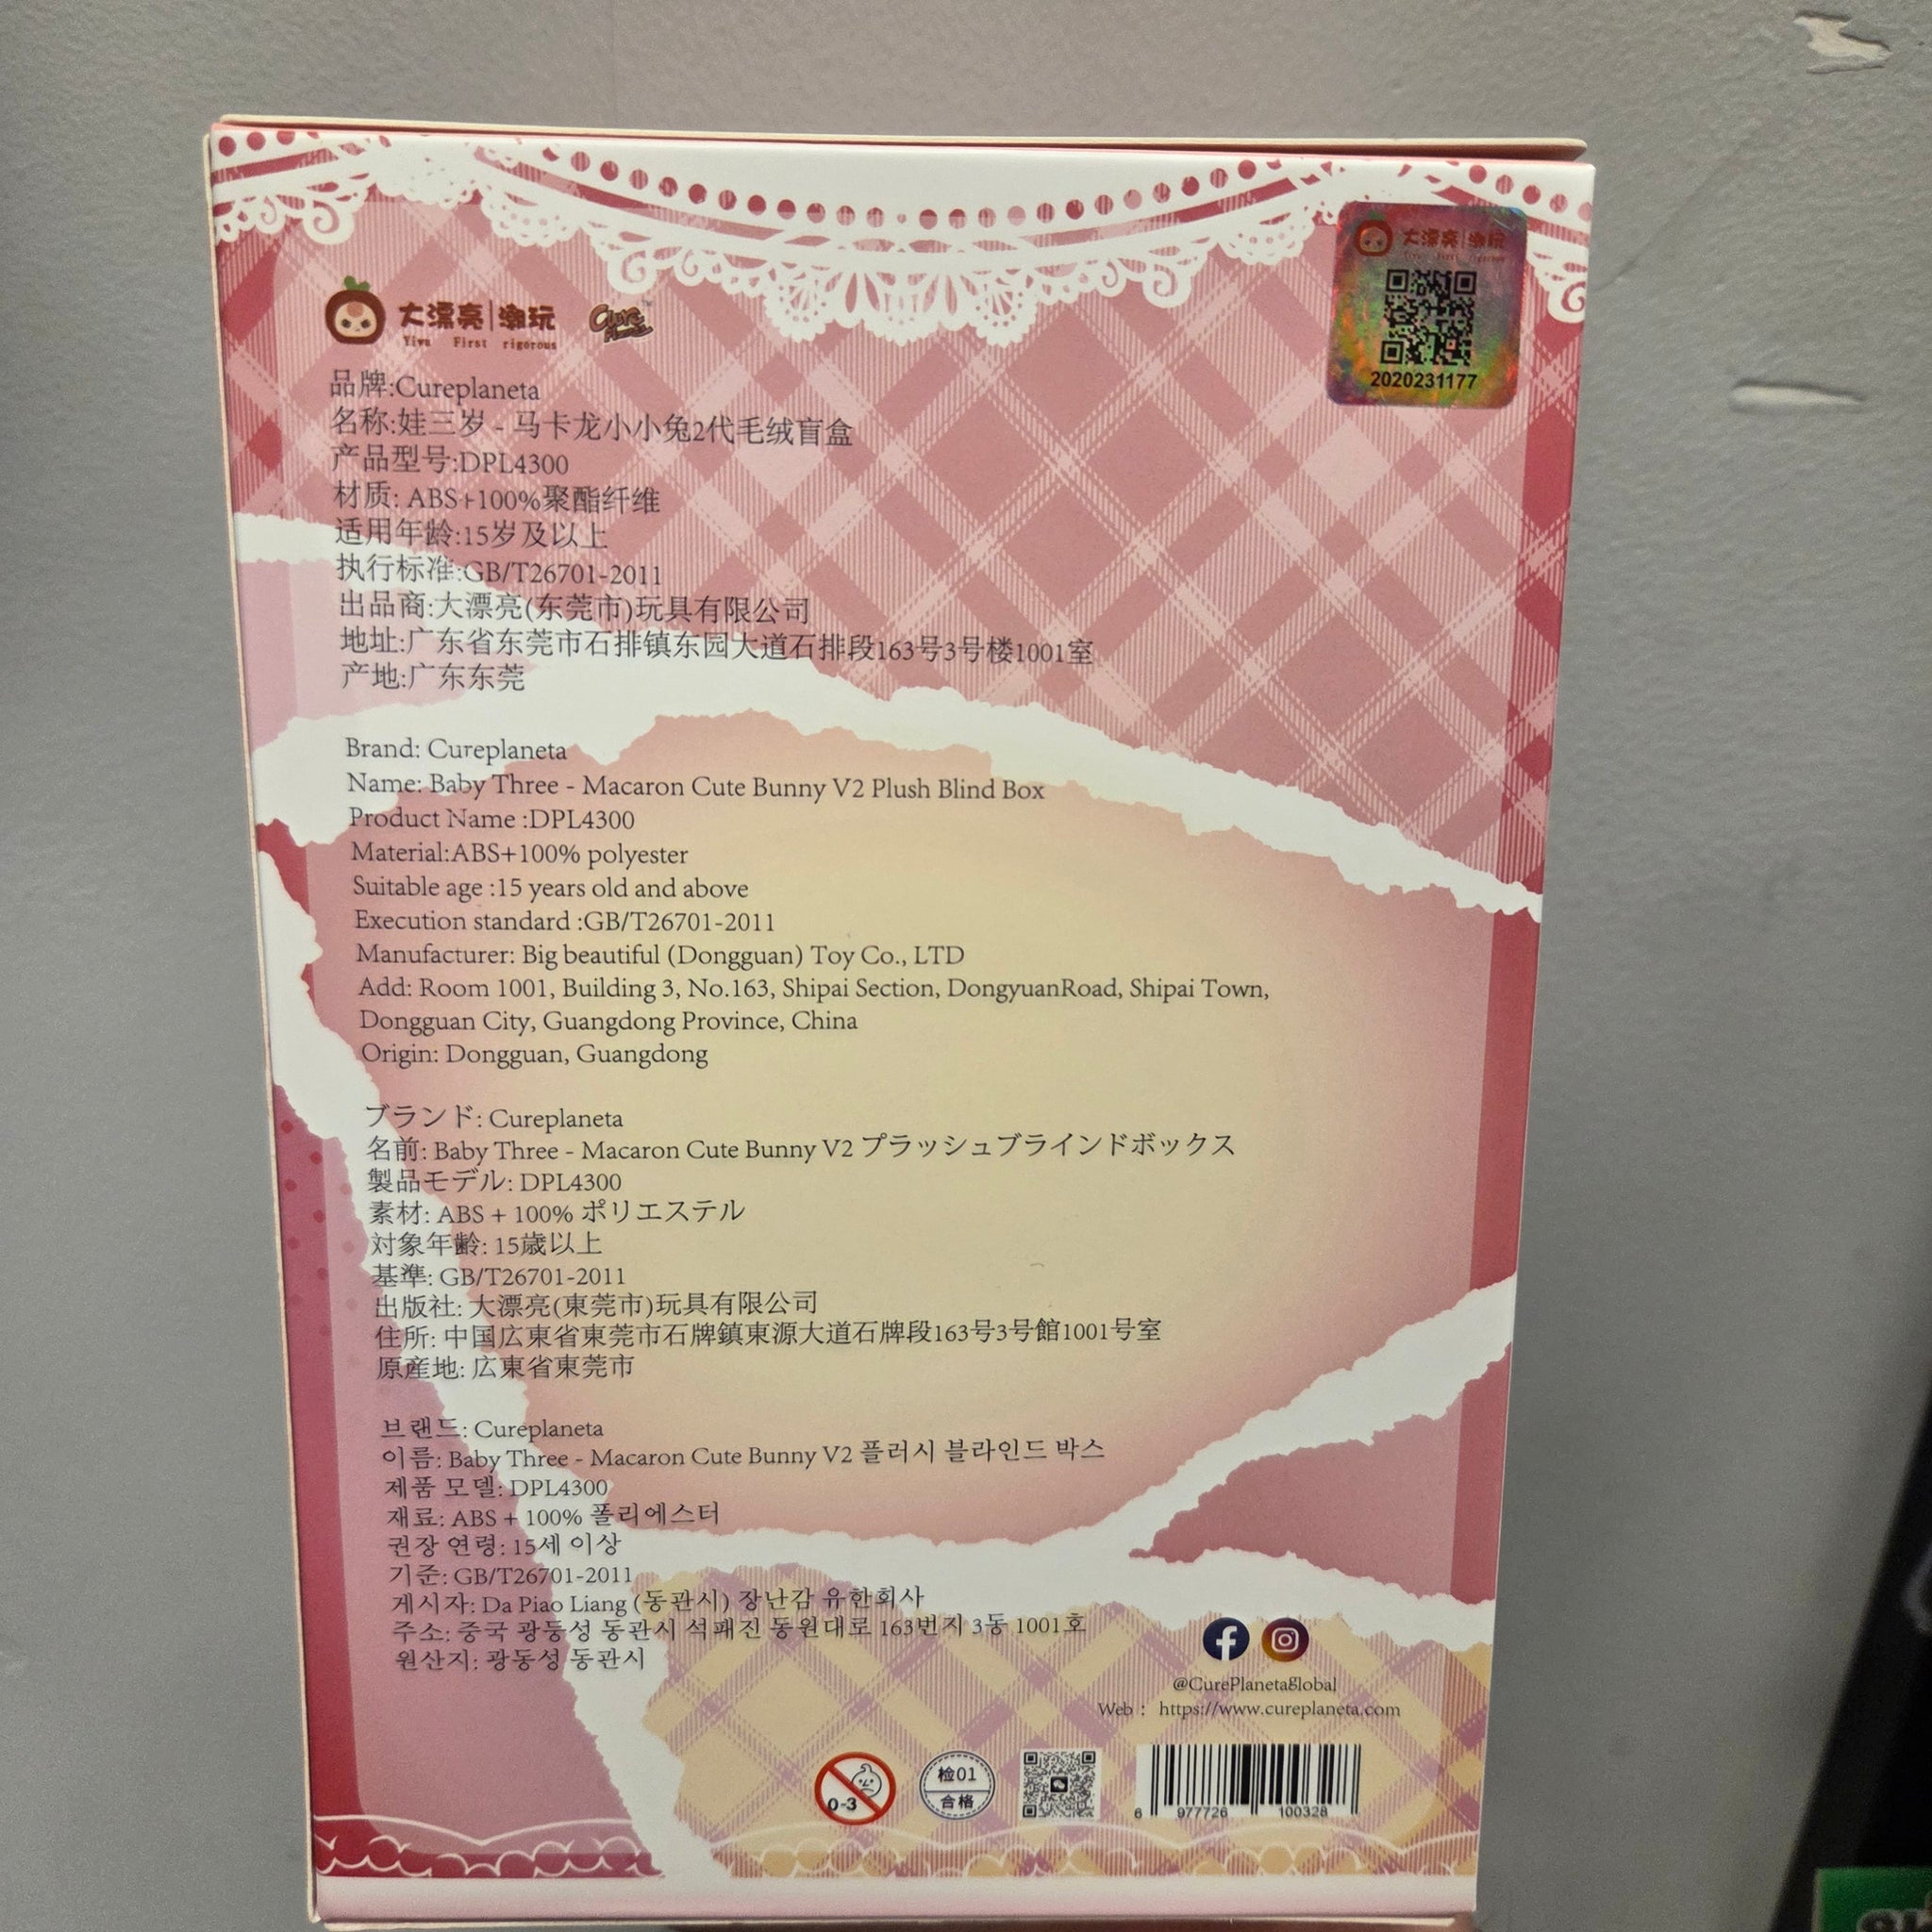 大漂亮|潮玩
Yivu First rigorous
Cure
TM
大漂亮|潮玩
Yivu First rigorous
2020231177
品牌:Cureplaneta
名称:娃三岁 - 马卡龙小小兔2代毛绒盲盒
产品型号:DPL4300
材质: ABS+100%聚酯纤维
适用年龄:15岁及以上
执行标准:GB/T26701-2011
出品商:大漂亮(东莞市)玩具有限公司
地址:广东省东莞市石排镇东园大道石排段163号3号楼1001室
产地:广东东莞
Brand: Cureplaneta
Name: Baby Three - Macaron Cute Bunny V2 Plush Blind Box
Product Name :DPL4300
Material:ABS+100% polyester
Suitable age :15 years old and above
Execution standard :GB/T26701-2011
Manufacturer: Big beautiful (Dongguan) Toy Co., LTD
Add: Room 1001, Building 3, No.163, Shipai Section, DongyuanRoad, Shipai Town,
Dongguan City, Guangdong Province, China
Origin: Dongguan, Guangdong
ブランド: Cureplaneta
名前: Baby Three - Macaron Cute Bunny V2 プラッシュブラインドボックス
製品モデル: DPL4300
素材: ABS + 100% ポリエステル
対象年齢: 15歳以上
基準: GB/T26701-2011
出版社: 大漂亮(東莞市)玩具有限公司
住所: 中国広東省東莞市石牌鎮東源大道石牌段163号3号館1001号室
原産地: 広東省東莞市
브랜드: Cureplaneta
이름: Baby Three - Macaron Cute Bunny V2 플러시 블라인드 박스
제품 모델: DPL4300
재료: ABS + 100% 폴리에스터
권장 연령: 15세 이상
기준: GB/T26701-2011
게시자: Da Piao Liang (동관시) 장난감 유한회사
주소: 중국 광둥성 동관시 석패진 동원대로 163번지 3동 1001호
원산지: 광동성 동관시
@CurePlanetaGlobal
Web： https://www.cureplaneta.com
0-3
检01
合格
6 977726 100328